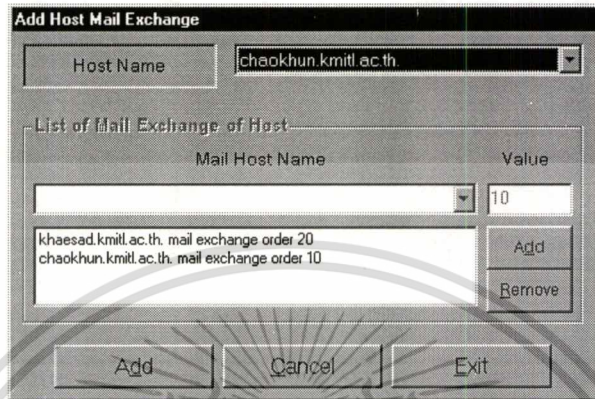 Add Host Mail Exchange
Host Name chaokhun.kmitl.ac.th.
List of Mail Exchange of Host
Mail Host Name Value
10
khaesad.kmitl.ac.th. mail exchange order 20
chaokhun.kmitl.ac.th. mail exchange order 10
Add
Remove
Add Cancel Exit